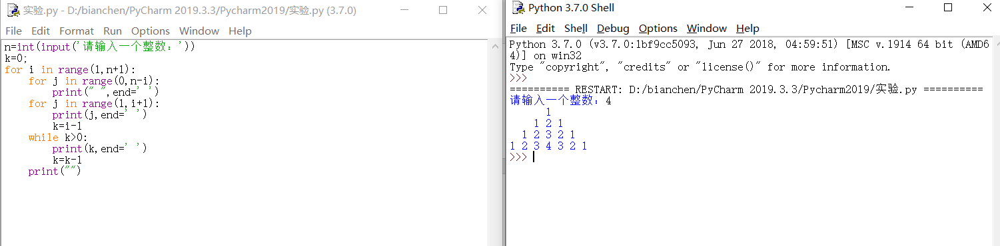 实验.py - D:/bianchen/PyCharm 2019.3.3/Pycharm2019/实验.py (3.7.0)
File Edit Format Run Options Window Help
n=int(input('请输入一个整数：'))
k=0;
for i in range(1,n+1):
    for j in range(0,n-i):
        print(" ",end=' ')
    for j in range(1,i+1):
        print(j,end=' ')
        k=i-1
    while k>0:
        print(k,end=' ')
        k=k-1
    print("")
Python 3.7.0 Shell
File Edit Shell Debug Options Window Help
Python 3.7.0 (v3.7.0:1bf9cc5093, Jun 27 2018, 04:59:51) [MSC v.1914 64 bit (AMD6
4)] on win32
Type "copyright", "credits" or "license()" for more information.
>>>
========== RESTART: D:/bianchen/PyCharm 2019.3.3/Pycharm2019/实验.py ==========
请输入一个整数：4
      1
    1 2 1
  1 2 3 2 1
1 2 3 4 3 2 1
>>>